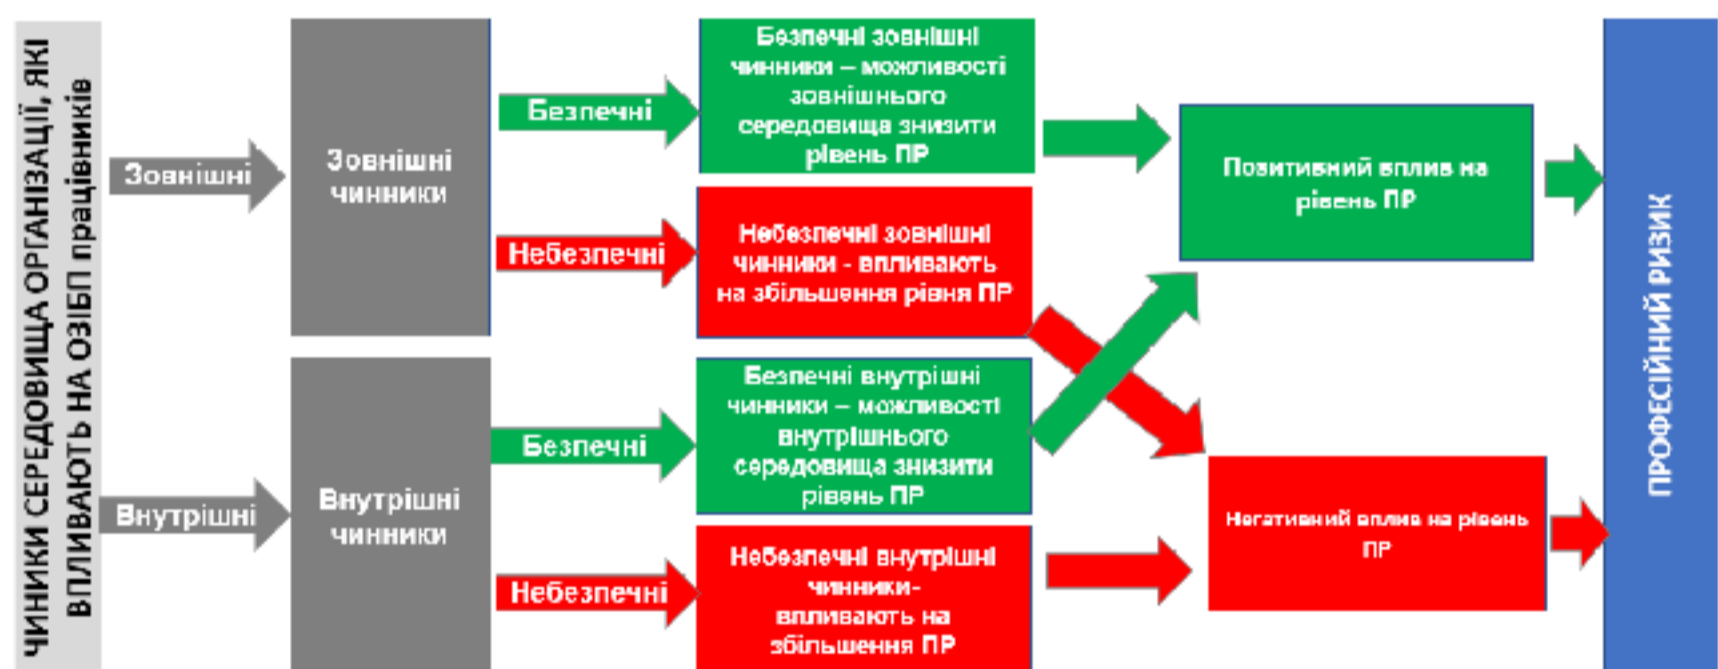 ЧИННИКИ СЕРЕДОВИЩА ОРГАНІЗАЦІЇ, ЯКІ
ВПЛИВАЮТЬ НА ОЗІБП працівників
Зовнішні
Зовнішні
чинники
Безпечні
Безпечні зовнішні
чинники – можливості
зовнішнього
середовища знизити
рівень ПР
Небезпечні
Небезпечні зовнішні
чинники - впливають
на збільшення рівня ПР
Внутрішні
Внутрішні
чинники
Безпечні
Безпечні внутрішні
чинники – можливості
внутрішнього
середовища знизити
рівень ПР
Небезпечні
Небезпечні внутрішні
чинники-
впливають на
збільшення ПР
Позитивний вплив на
рівень ПР
Негативний вплив на рівень
ПР
ПРОФЕСІЙНИЙ РИЗИК